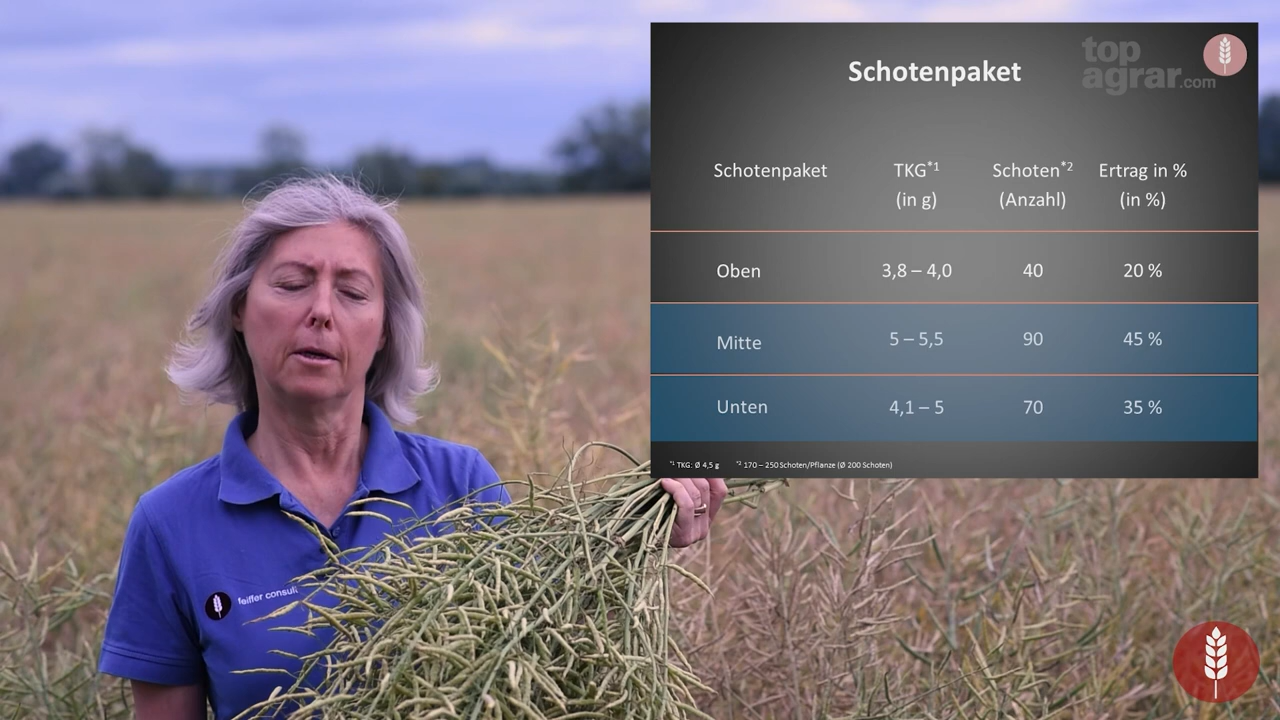 top
agrar.com
Schotenpaket
Schotenpaket TKG*1 Schoten*2 Ertrag in %
(in g) (Anzahl) (in %)
Oben 3,8 – 4,0 40 20 %
Mitte 5 – 5,5 90 45 %
Unten 4,1 – 5 70 35 %
*1 TKG: Ø 4,5 g *2 170 – 250 Schoten/Pflanze (Ø 200 Schoten)
feiffer consult